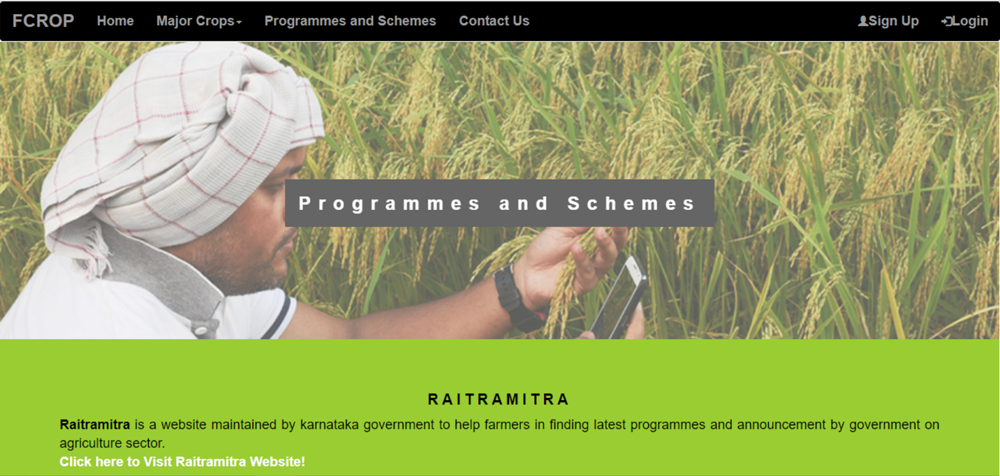 FCROP Home Major Crops Programmes and Schemes Contact Us Sign Up Login
Programmes and Schemes
RAITRAMITRA
Raitramitra is a website maintained by karnataka government to help farmers in finding latest programmes and announcement by government on
agriculture sector.
Click here to Visit Raitramitra Website!